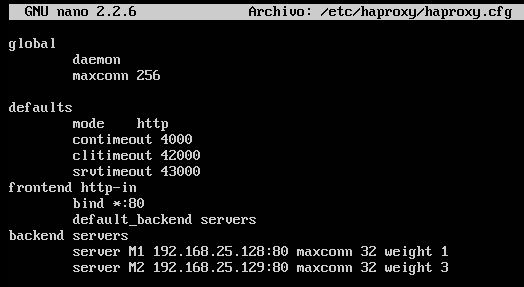 GNU nano 2.2.6 Archivo: /etc/haproxy/haproxy.cfg
global
daemon
maxconn 256
defaults
mode http
contimeout 4000
clitimeout 42000
srvtimeout 43000
frontend http-in
bind *:80
default_backend servers
backend servers
server M1 192.168.25.128:80 maxconn 32 weight 1
server M2 192.168.25.129:80 maxconn 32 weight 3